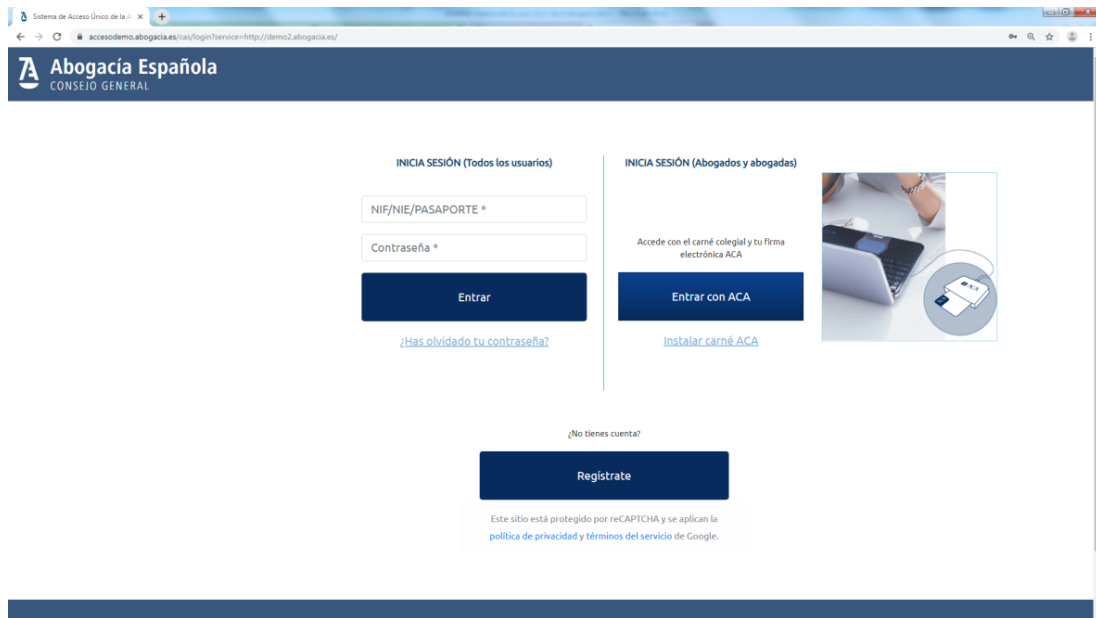 Sistema de Acceso Único de la A
accesodemo.abogacia.es/cas/login?service=http://demo2.abogacia.es/
Abogacía Española
CONSEJO GENERAL
INICIA SESIÓN (Todos los usuarios)
NIF/NIE/PASAPORTE *
Contraseña *
Entrar
¿Has olvidado tu contraseña?
INICIA SESIÓN (Abogados y abogadas)
Accede con el carné colegial y tu firma
electrónica ACA
Entrar con ACA
Instalar carné ACA
ACA
¿No tienes cuenta?
Regístrate
Este sitio está protegido por reCAPTCHA y se aplican la
política de privacidad y términos del servicio de Google.